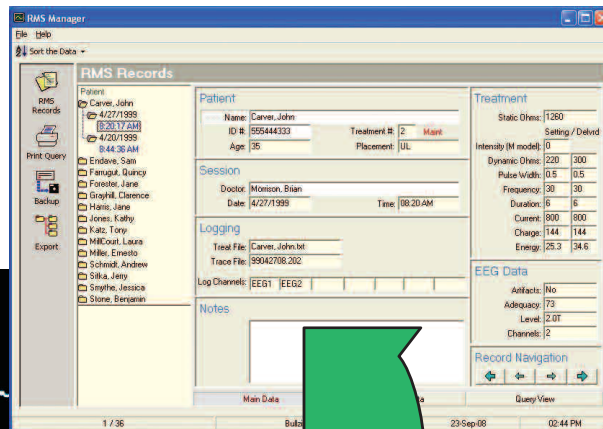 RMS Manager
File Help
Sort the Data
RMS Records
RMS
Records
Print Query
Backup
Export
Patient
Carver, John
4/27/1999
8:20:17 AM
4/20/1999
8:44:36 AM
Endave, Sam
Farrugut, Quincy
Forester, Jane
Grayhill, Clarence
Harris, Jane
Jones, Kathy
Katz, Tony
MillCourt, Laura
Miller, Ernesto
Schmidt, Andrew
Sitka, Jerry
Smythe, Jessica
Stone, Benjamin
Patient
Name: Carver, John
ID #: 555444333 Treatment #: 2 Maint
Age: 35 Placement: UL
Session
Doctor: Morrison, Brian
Date: 4/27/1999 Time: 08:20 AM
Logging
Treat File: Carver, John.txt
Trace File: 99042708.202
Log Channels: EEG1 EEG2
Notes
Treatment
Static Ohms: 1260
Setting / Delvrd
Intensity (M model): 0
Dynamic Ohms: 220 300
Pulse Width: 0.5 0.5
Frequency: 30 30
Duration: 6 6
Current: 800 800
Charge: 144 144
Energy: 25.3 34.6
EEG Data
Artifacts: No
Adequacy: 73
Level: 2.0T
Channels: 2
Record Navigation
Main Data Query View
1 / 36 23-Sep-08 02:44 PM